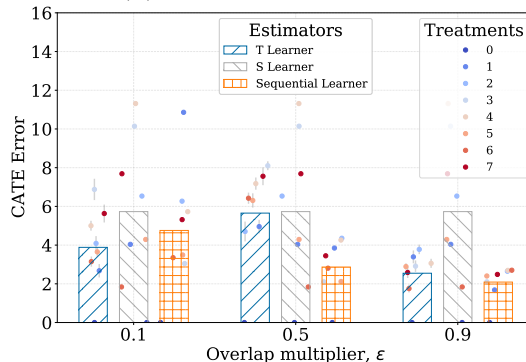 16
14
12
10
8
6
4
2
0
CATE Error
Estimators
T Learner
S Learner
Sequential Learner
Treatments
0
1
2
3
4
5
6
7
0.1
0.5
0.9
Overlap multiplier, ε